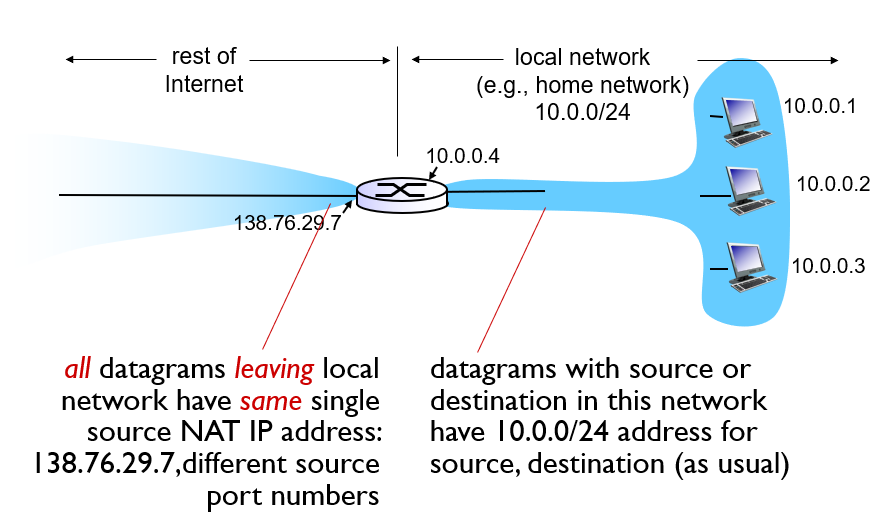 rest of
Internet
local network
(e.g., home network)
10.0.0/24
10.0.0.1
10.0.0.4
10.0.0.2
138.76.29.7
10.0.0.3
all datagrams leaving local
network have same single
source NAT IP address:
138.76.29.7,different source
port numbers
datagrams with source or
destination in this network
have 10.0.0/24 address for
source, destination (as usual)